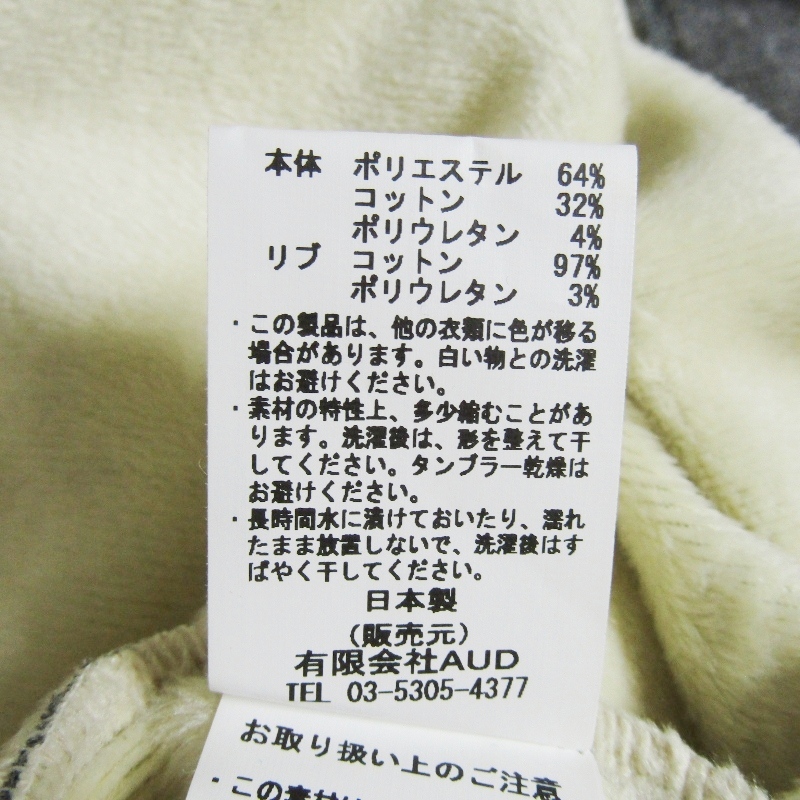 本体 ポリエステル 64%
コットン 32%
ポリウレタン 4%
リブ コットン 97%
ポリウレタン 3%
・この製品は、他の衣類に色が移る
場合があります。白い物との洗濯
はお避けください。
・素材の特性上、多少縮むことがあ
ります。洗濯後は、形を整えて干
してください。タンブラー乾燥は
お避けください。
・長時間水に漬けておいたり、濡れ
たまま放置しないで、洗濯後はす
ばやく干してください。
日本製
(販売元)
有限会社AUD
TEL 03-5305-4377
お取り扱い上のご注意
・この素材は